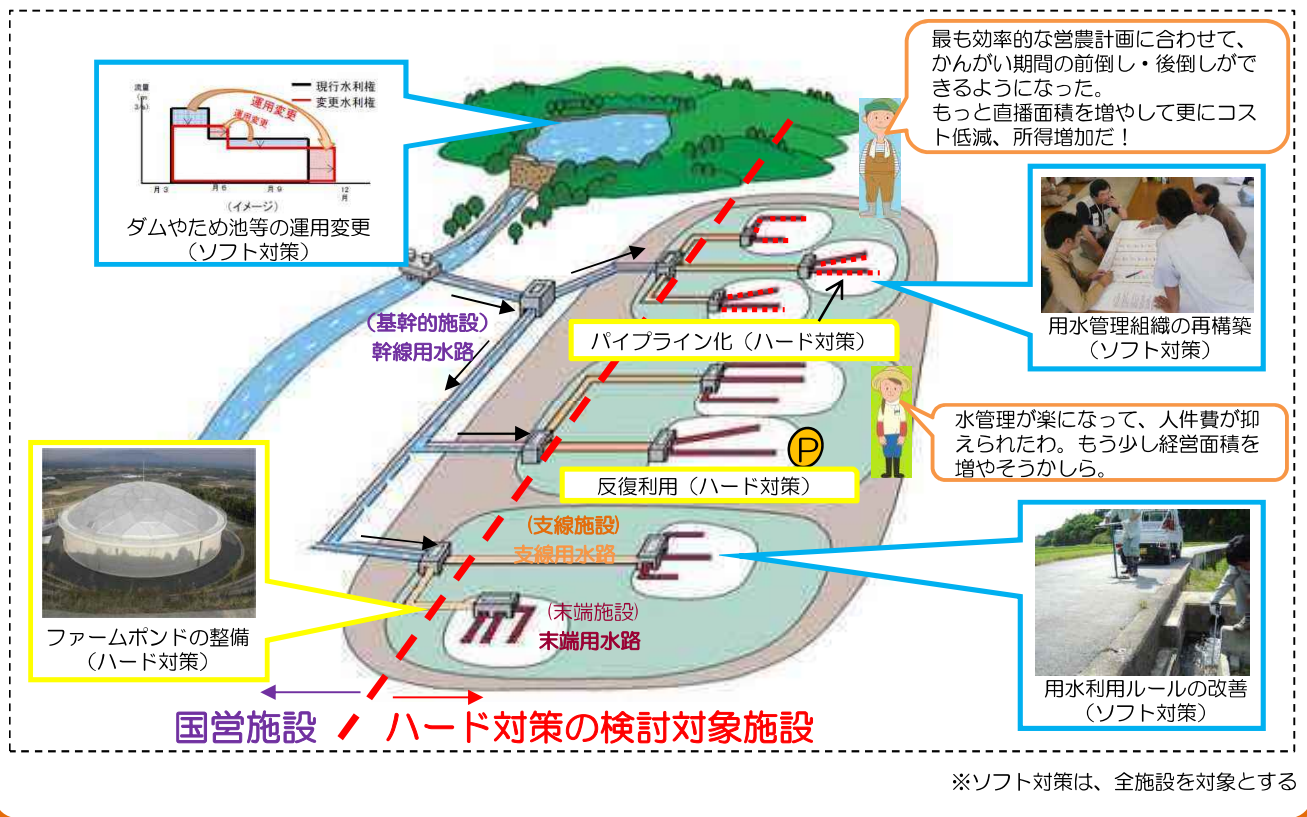 流量
(m
3/s)
現行水利権
変更水利権
運用変更
運用変更
月3
月6
月9
12
月
(イメージ)
ダムやため池等の運用変更
(ソフト対策)
最も効率的な営農計画に合わせて、
かんがい期間の前倒し・後倒しがで
きるようになった。
もっと直播面積を増やして更にコス
ト低減、所得増加だ！
用水管理組織の再構築
(ソフト対策)
(基幹的施設)
幹線用水路
パイプライン化（ハード対策）
水管理が楽になって、人件費が抑
えられたわ。もう少し経営面積を
増やそうかしら。
P
反復利用（ハード対策）
(支線施設)
支線用水路
ファームポンドの整備
（ハード対策）
(末端施設)
末端用水路
用水利用ルールの改善
(ソフト対策)
国営施設
ハード対策の検討対象施設
※ソフト対策は、全施設を対象とする